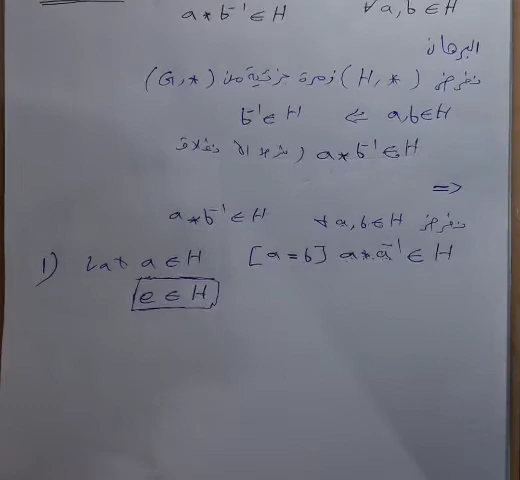 a * b⁻¹ ∈ H ∀ a, b ∈ H
البرهان
نفرض (H, *) زمرة جزئية من (G, *)
a, b ∈ H ⇒ b⁻¹ ∈ H
a * b⁻¹ ∈ H (شرط الانغلاق
<=
نفرض ∀ a, b ∈ H a * b⁻¹ ∈ H
1) Let a ∈ H [a = b] a * a⁻¹ ∈ H
e ∈ H